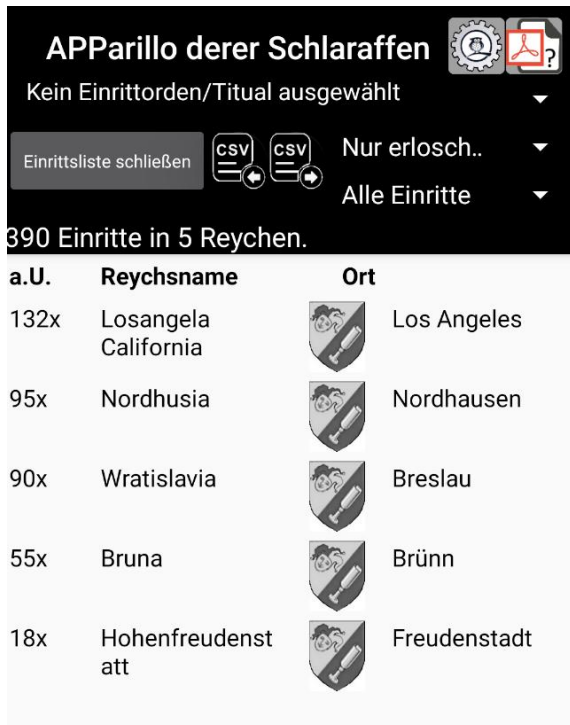 APParillo derer Schlaraffen
?
Kein Einrittorden/Titual ausgewählt
Einrittsliste schließen
CSV
CSV
Nur erlosch..
Alle Einritte
390 Einritte in 5 Reychen.
a.U. Reychsname Ort
132x Losangela California Los Angeles
95x Nordhusia Nordhausen
90x Wratislavia Breslau
55x Bruna Brünn
18x Hohenfreudenst
att Freudenstadt